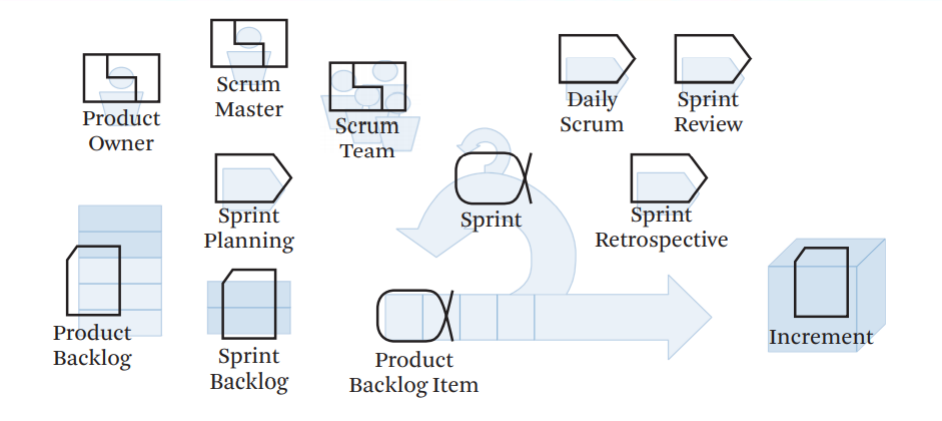 Product
Owner
Scrum
Master
Scrum
Team
Daily
Scrum
Sprint
Review
Sprint
Planning
Sprint
Sprint
Retrospective
Product
Backlog
Sprint
Backlog
Product
Backlog Item
Increment